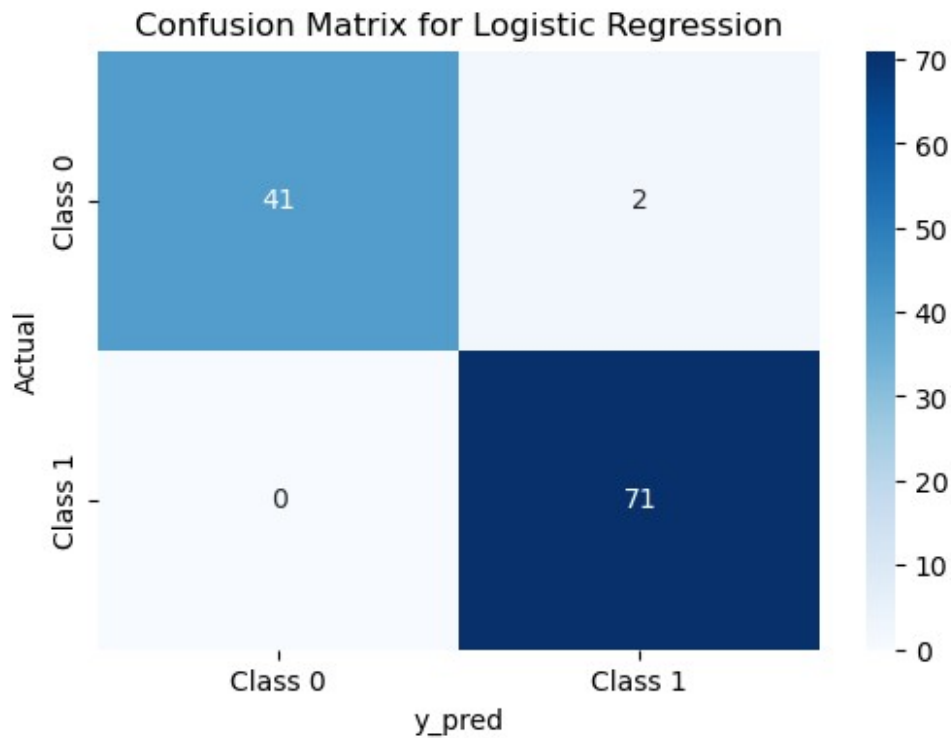 Confusion Matrix for Logistic Regression
70
60
50
40
30
20
10
0
Actual
Class 0
41
2
Class 1
0
71
Class 0
Class 1
y_pred